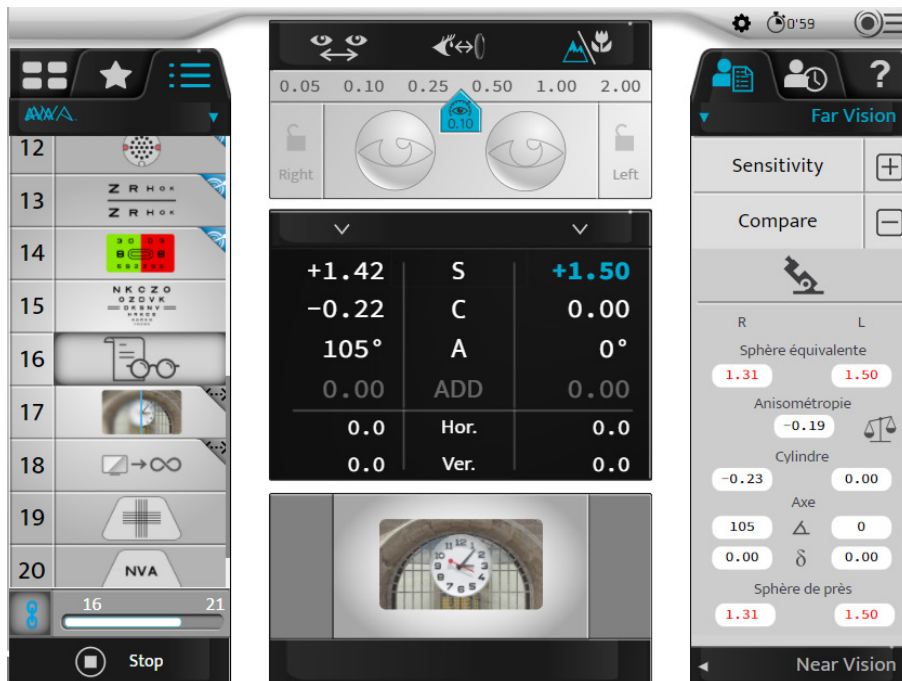 0'59
0.05 0.10 0.25 0.50 1.00 2.00
0.10
Right Left
12
13 Z R H O K
Z R H O K
14
15 N K C Z O
O Z D V K
D K S N V
16
17
18
19
20 NVA
16 21
Stop
+1.42 S +1.50
-0.22 C 0.00
105° A 0°
0.00 ADD 0.00
0.0 Hor. 0.0
0.0 Ver. 0.0
?
Far Vision
Sensitivity
Compare
R L
Sphère équivalente
1.31 1.50
Anisométropie
-0.19
Cylindre
-0.23 0.00
Axe
105 0
0.00 δ 0.00
Sphère de près
1.31 1.50
Near Vision